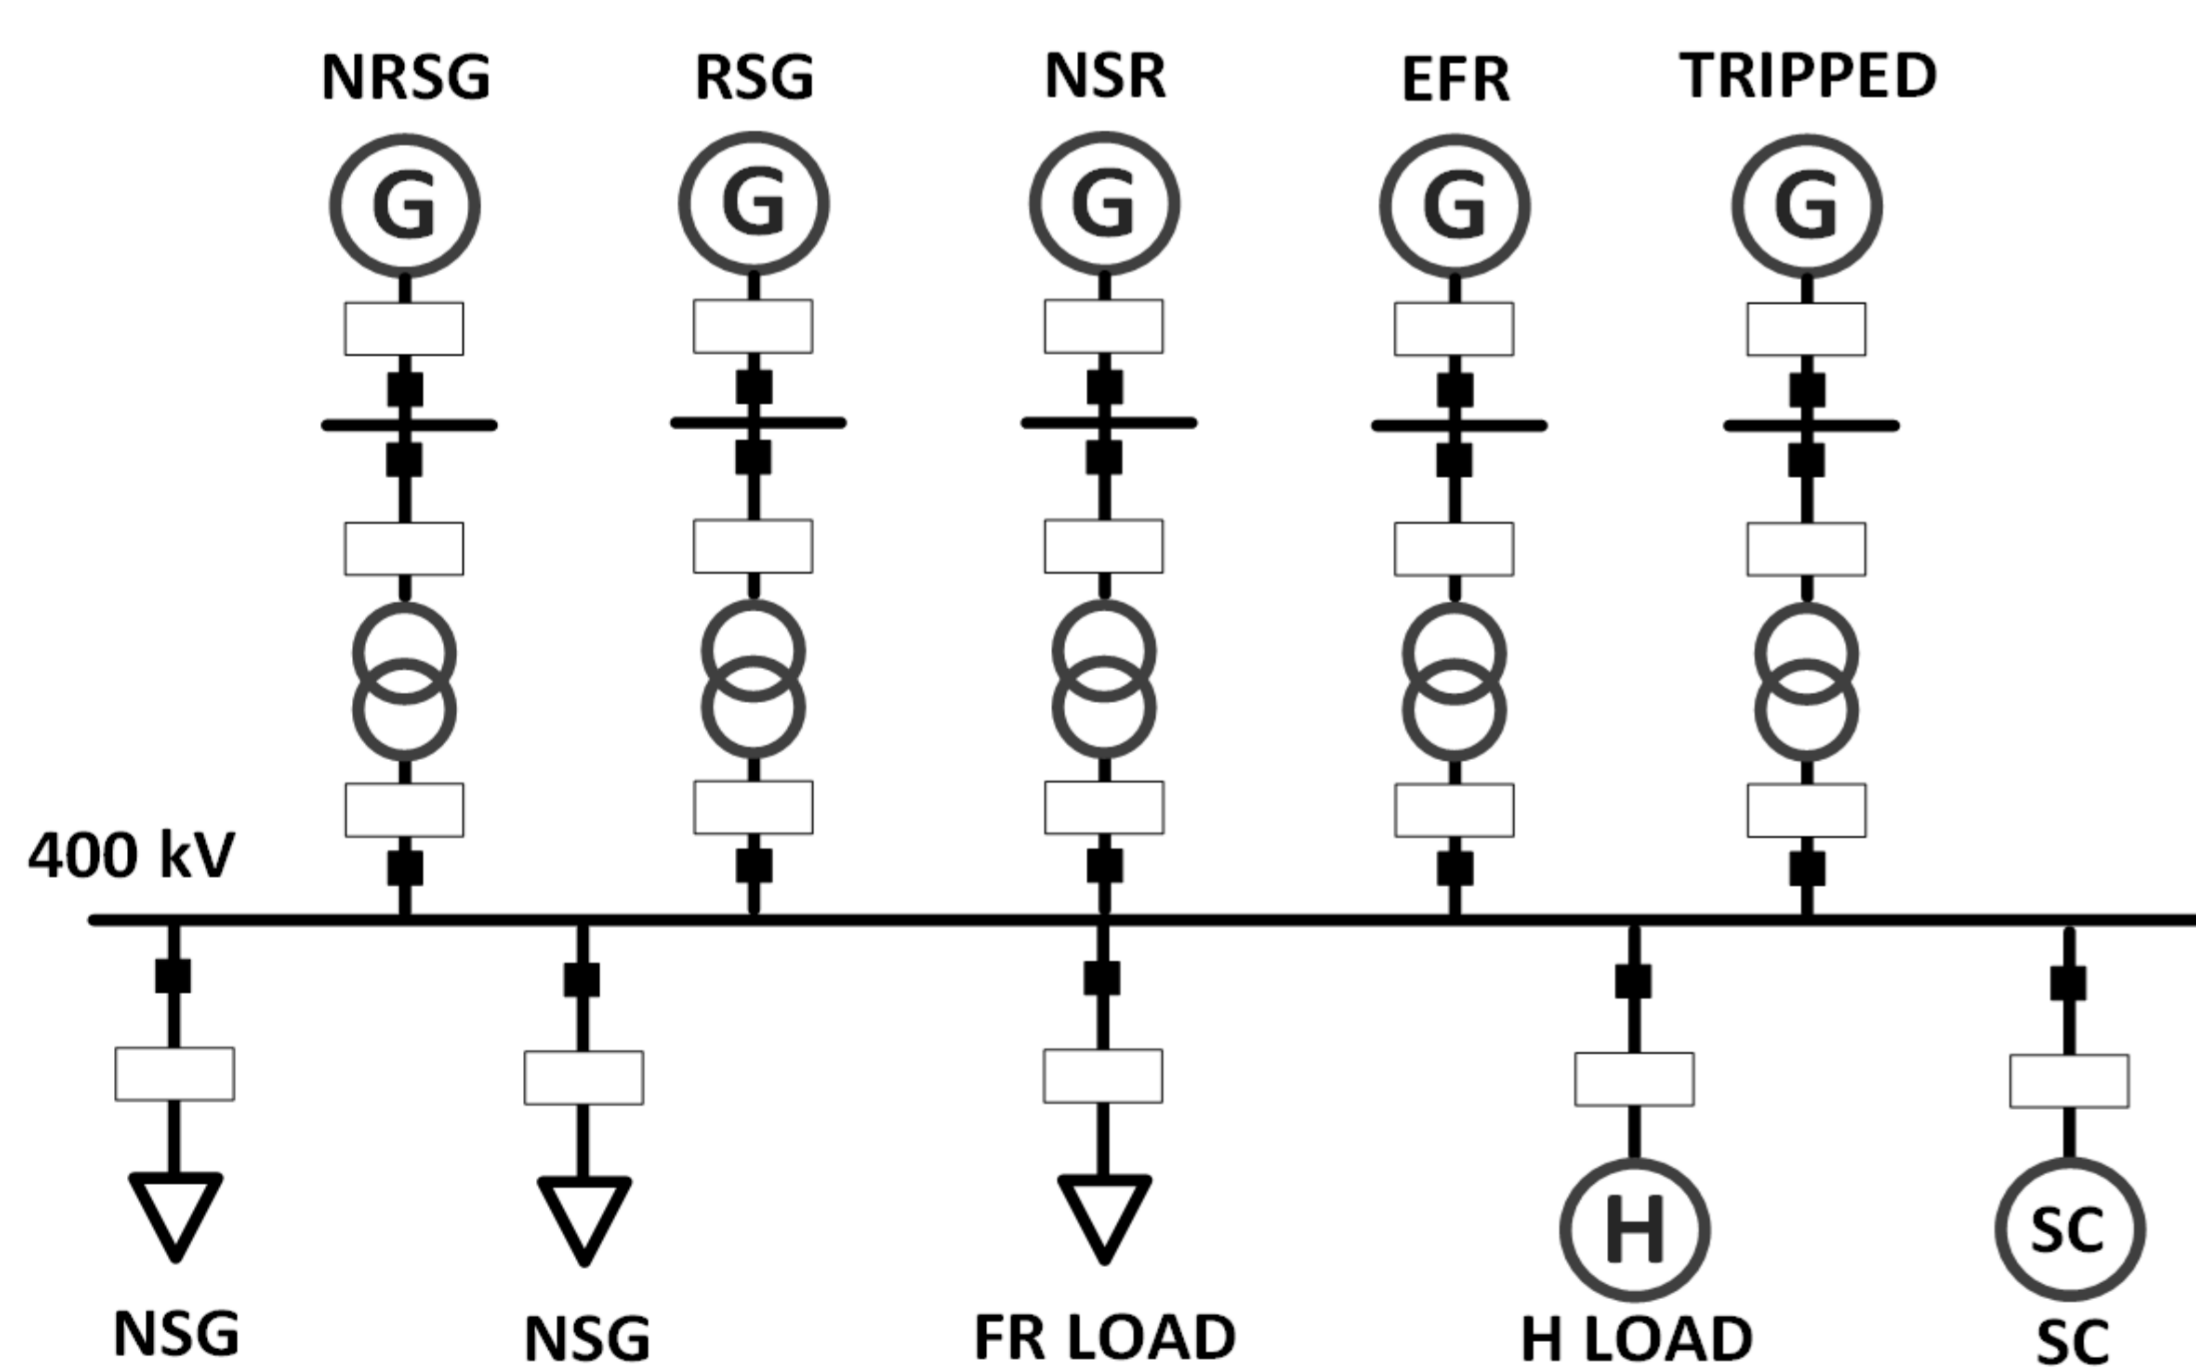 NRSG
RSG
NSR
EFR
TRIPPED
G
G
G
G
G
400 kV
H
SC
NSG
NSG
FR LOAD
H LOAD
SC